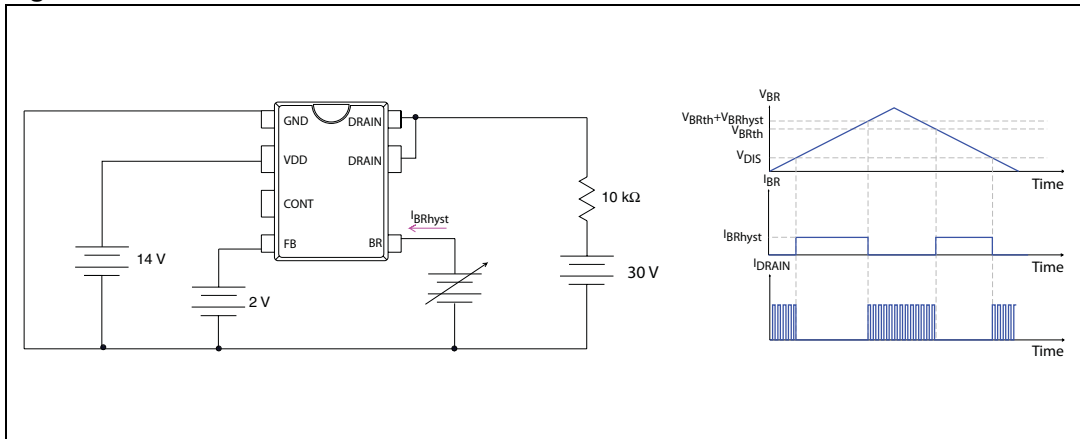 GND
DRAIN
VDD
DRAIN
CONT
FB
BR
IBRhyst
14 V
2 V
10 kΩ
30 V
VBR
VBRth+VBRhyst
VBRth
VDIS
Time
IBR
IBRhyst
Time
IDRAIN
Time